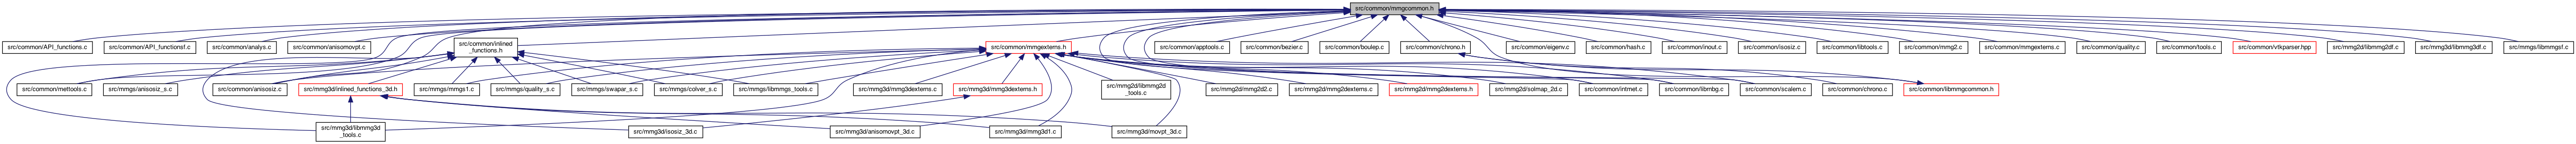 src/common/mmgcommon.h
src/common/API_functions.c
src/common/API_functionsf.c
src/common/analys.c
src/common/anisomovpt.c
src/common/inlined
_functions.h
src/common/mmgexterns.h
src/common/apptools.c
src/common/bezier.c
src/common/boulep.c
src/common/chrono.h
src/common/eigenv.c
src/common/hash.c
src/common/inout.c
src/common/isosiz.c
src/common/libtools.c
src/common/mmg2.c
src/common/mmgexterns.c
src/common/quality.c
src/common/tools.c
src/common/vtkparser.hpp
src/mmg2d/libmmg2df.c
src/mmg3d/libmmg3df.c
src/mmgs/libmmgsf.c
src/common/mettools.c
src/mmgs/anisosiz_s.c
src/common/anisosiz.c
src/mmg3d/inlined_functions_3d.h
src/mmgs/mmgs1.c
src/mmgs/quality_s.c
src/mmgs/swapar_s.c
src/mmgs/colver_s.c
src/mmgs/libmmgs_tools.c
src/mmg3d/mmg3dexterns.c
src/mmg3d/mmg3dexterns.h
src/mmg2d/libmmg2d
_tools.c
src/mmg2d/mmg2d2.c
src/mmg2d/mmg2dexterns.c
src/mmg2d/mmg2dexterns.h
src/mmg2d/solmap_2d.c
src/common/intmet.c
src/common/librnbg.c
src/common/scalem.c
src/common/chrono.c
src/common/libmmgcommon.h
src/mmg3d/libmmg3d
_tools.c
src/mmg3d/isosiz_3d.c
src/mmg3d/anisomovpt_3d.c
src/mmg3d/mmg3d1.c
src/mmg3d/movpt_3d.c